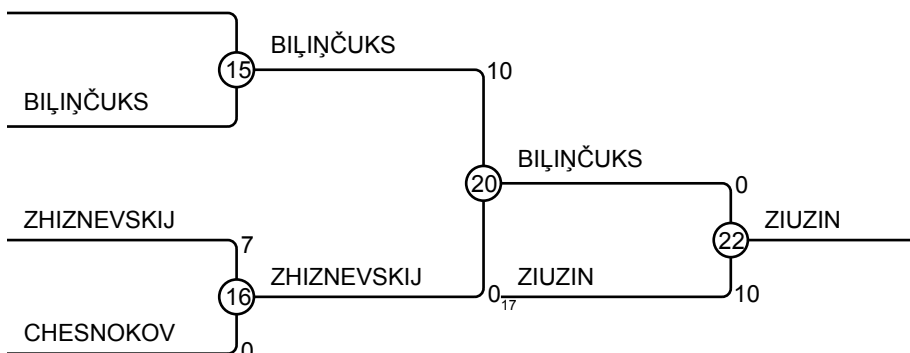 BIĻIŅČUKS
15
10
BIĻIŅČUKS
BIĻIŅČUKS
20
0
ZHIZNEVSKIJ
7
ZIUZIN
22
ZHIZNEVSKIJ
16
0
17
ZIUZIN
10
CHESNOKOV
0